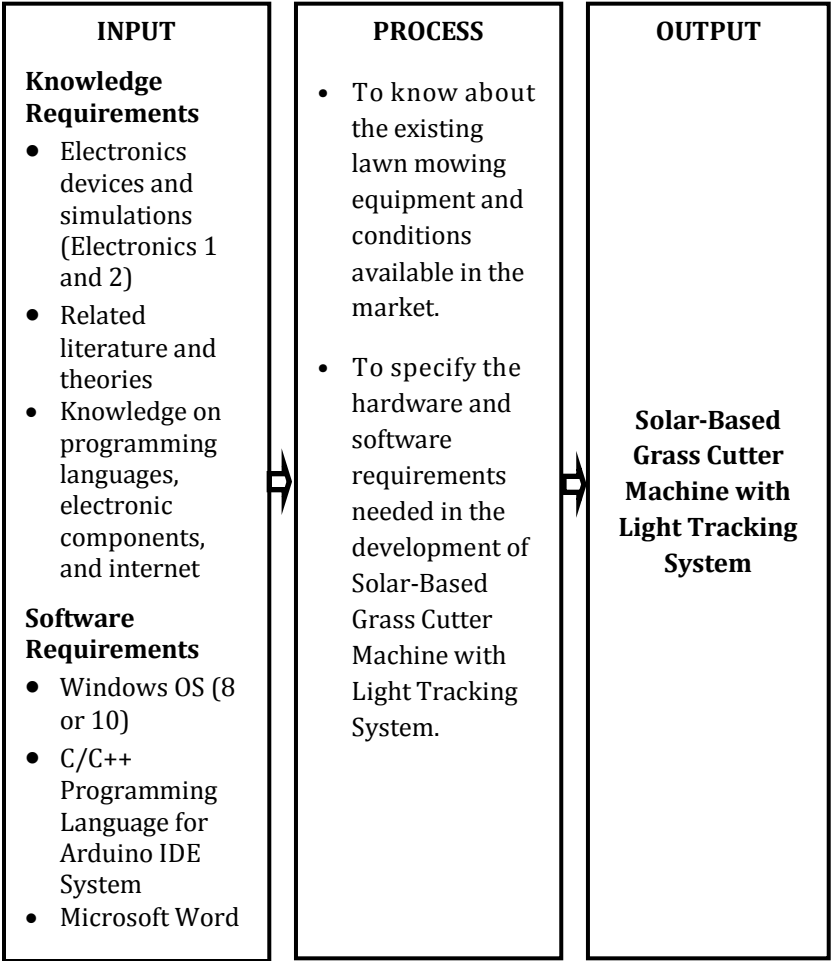 INPUT
Knowledge
Requirements
• Electronics
devices and
simulations
(Electronics 1
and 2)
• Related
literature and
theories
• Knowledge on
programming
languages,
electronic
components,
and internet
Software
Requirements
• Windows OS (8
or 10)
• C/C++
Programming
Language for
Arduino IDE
System
• Microsoft Word
PROCESS
• To know about
the existing
lawn mowing
equipment and
conditions
available in the
market.
• To specify the
hardware and
software
requirements
needed in the
development of
Solar-Based
Grass Cutter
Machine with
Light Tracking
System.
OUTPUT
Solar-Based
Grass Cutter
Machine with
Light Tracking
System